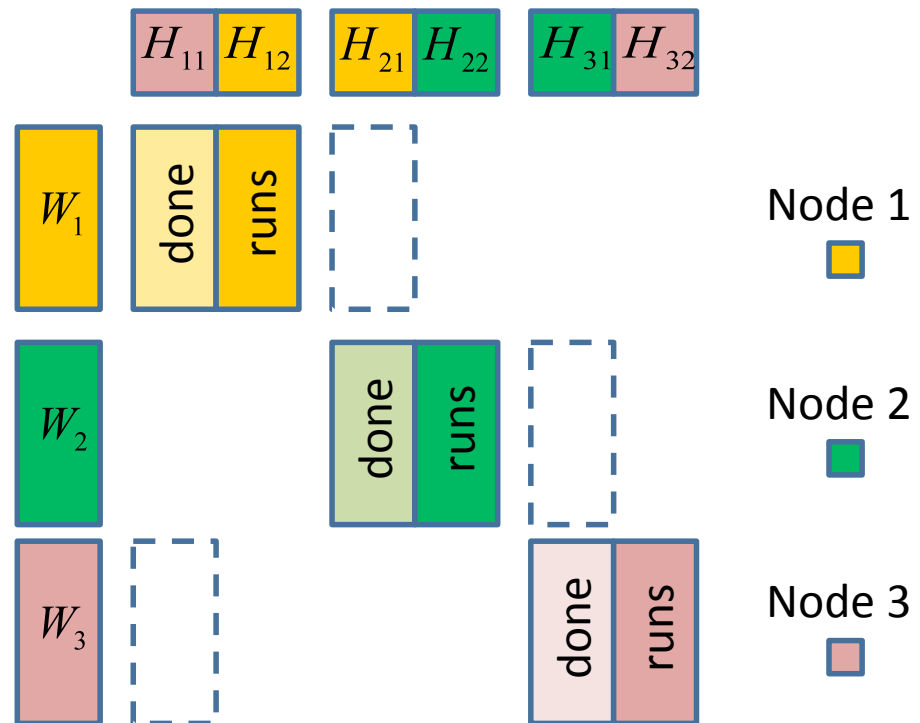 H₁₁ H₁₂ H₂₁ H₂₂ H₃₁ H₃₂
W₁ done runs Node 1
W₂ done runs Node 2
W₃ done runs Node 3